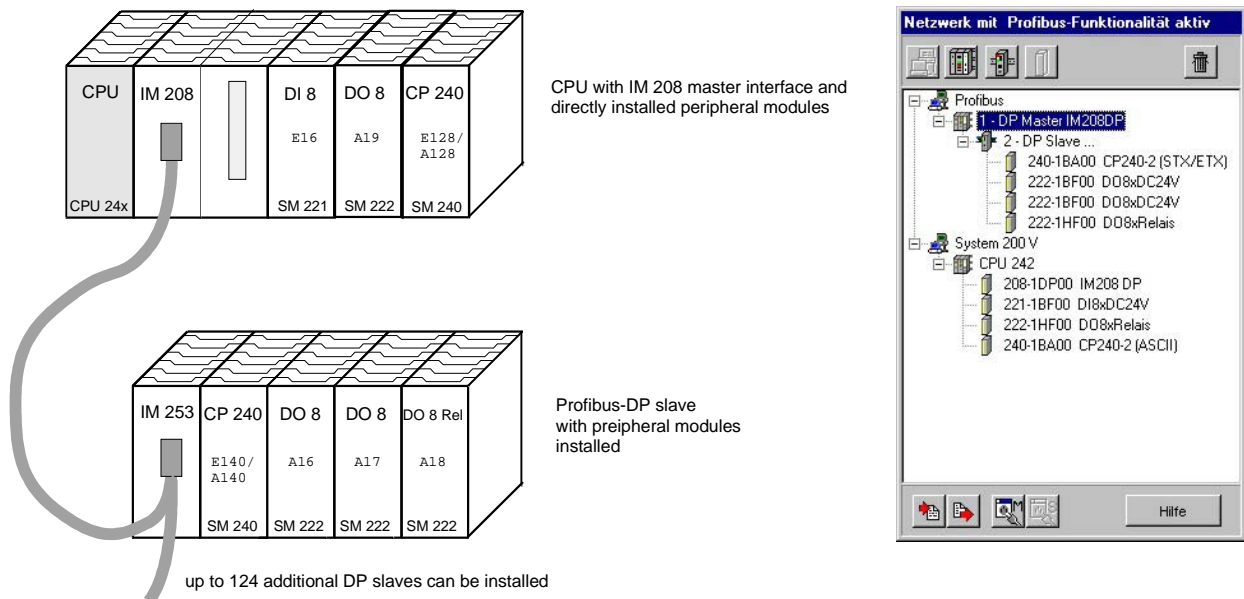 CPU
IM 208
DI 8
DO 8
CP 240
E16
A19
E128/
A128
CPU 24x
SM 221
SM 222
SM 240
CPU with IM 208 master interface and
directly installed peripheral modules
IM 253
CP 240
DO 8
DO 8
DO 8 Rel
E140/
A140
A16
A17
A18
SM 240
SM 222
SM 222
SM 222
Profibus-DP slave
with preipheral modules
installed
up to 124 additional DP slaves can be installed
Netzwerk mit Profibus-Funktionalität aktiv
Profibus
1 - DP Master IM208DP
2 - DP Slave ...
240-1BA00 CP240-2 (STX/ETX)
222-1BF00 DO8xDC24V
222-1BF00 DO8xDC24V
222-1HF00 DO8xRelais
System 200 V
CPU 242
208-1DP00 IM208 DP
221-1BF00 DI8xDC24V
222-1HF00 DO8xRelais
240-1BA00 CP240-2 (ASCII)
M
S
Hilfe